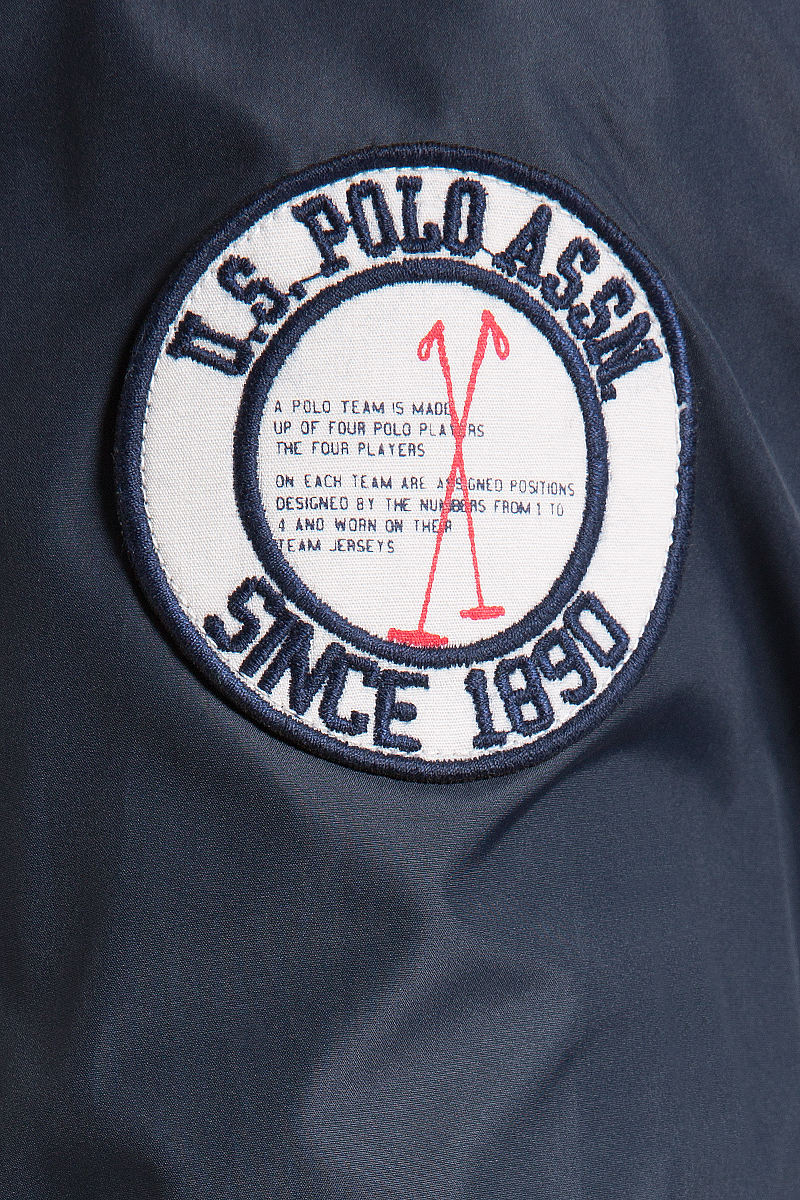 U.S. POLO ASSN.
A POLO TEAM IS MADE
UP OF FOUR POLO PLAYERS
THE FOUR PLAYERS
ON EACH TEAM ARE ASSIGNED POSITIONS
DESIGNED BY THE NUMBERS FROM 1 TO
4 AND WORN ON THEIR
TEAM JERSEYS
SINCE 1890